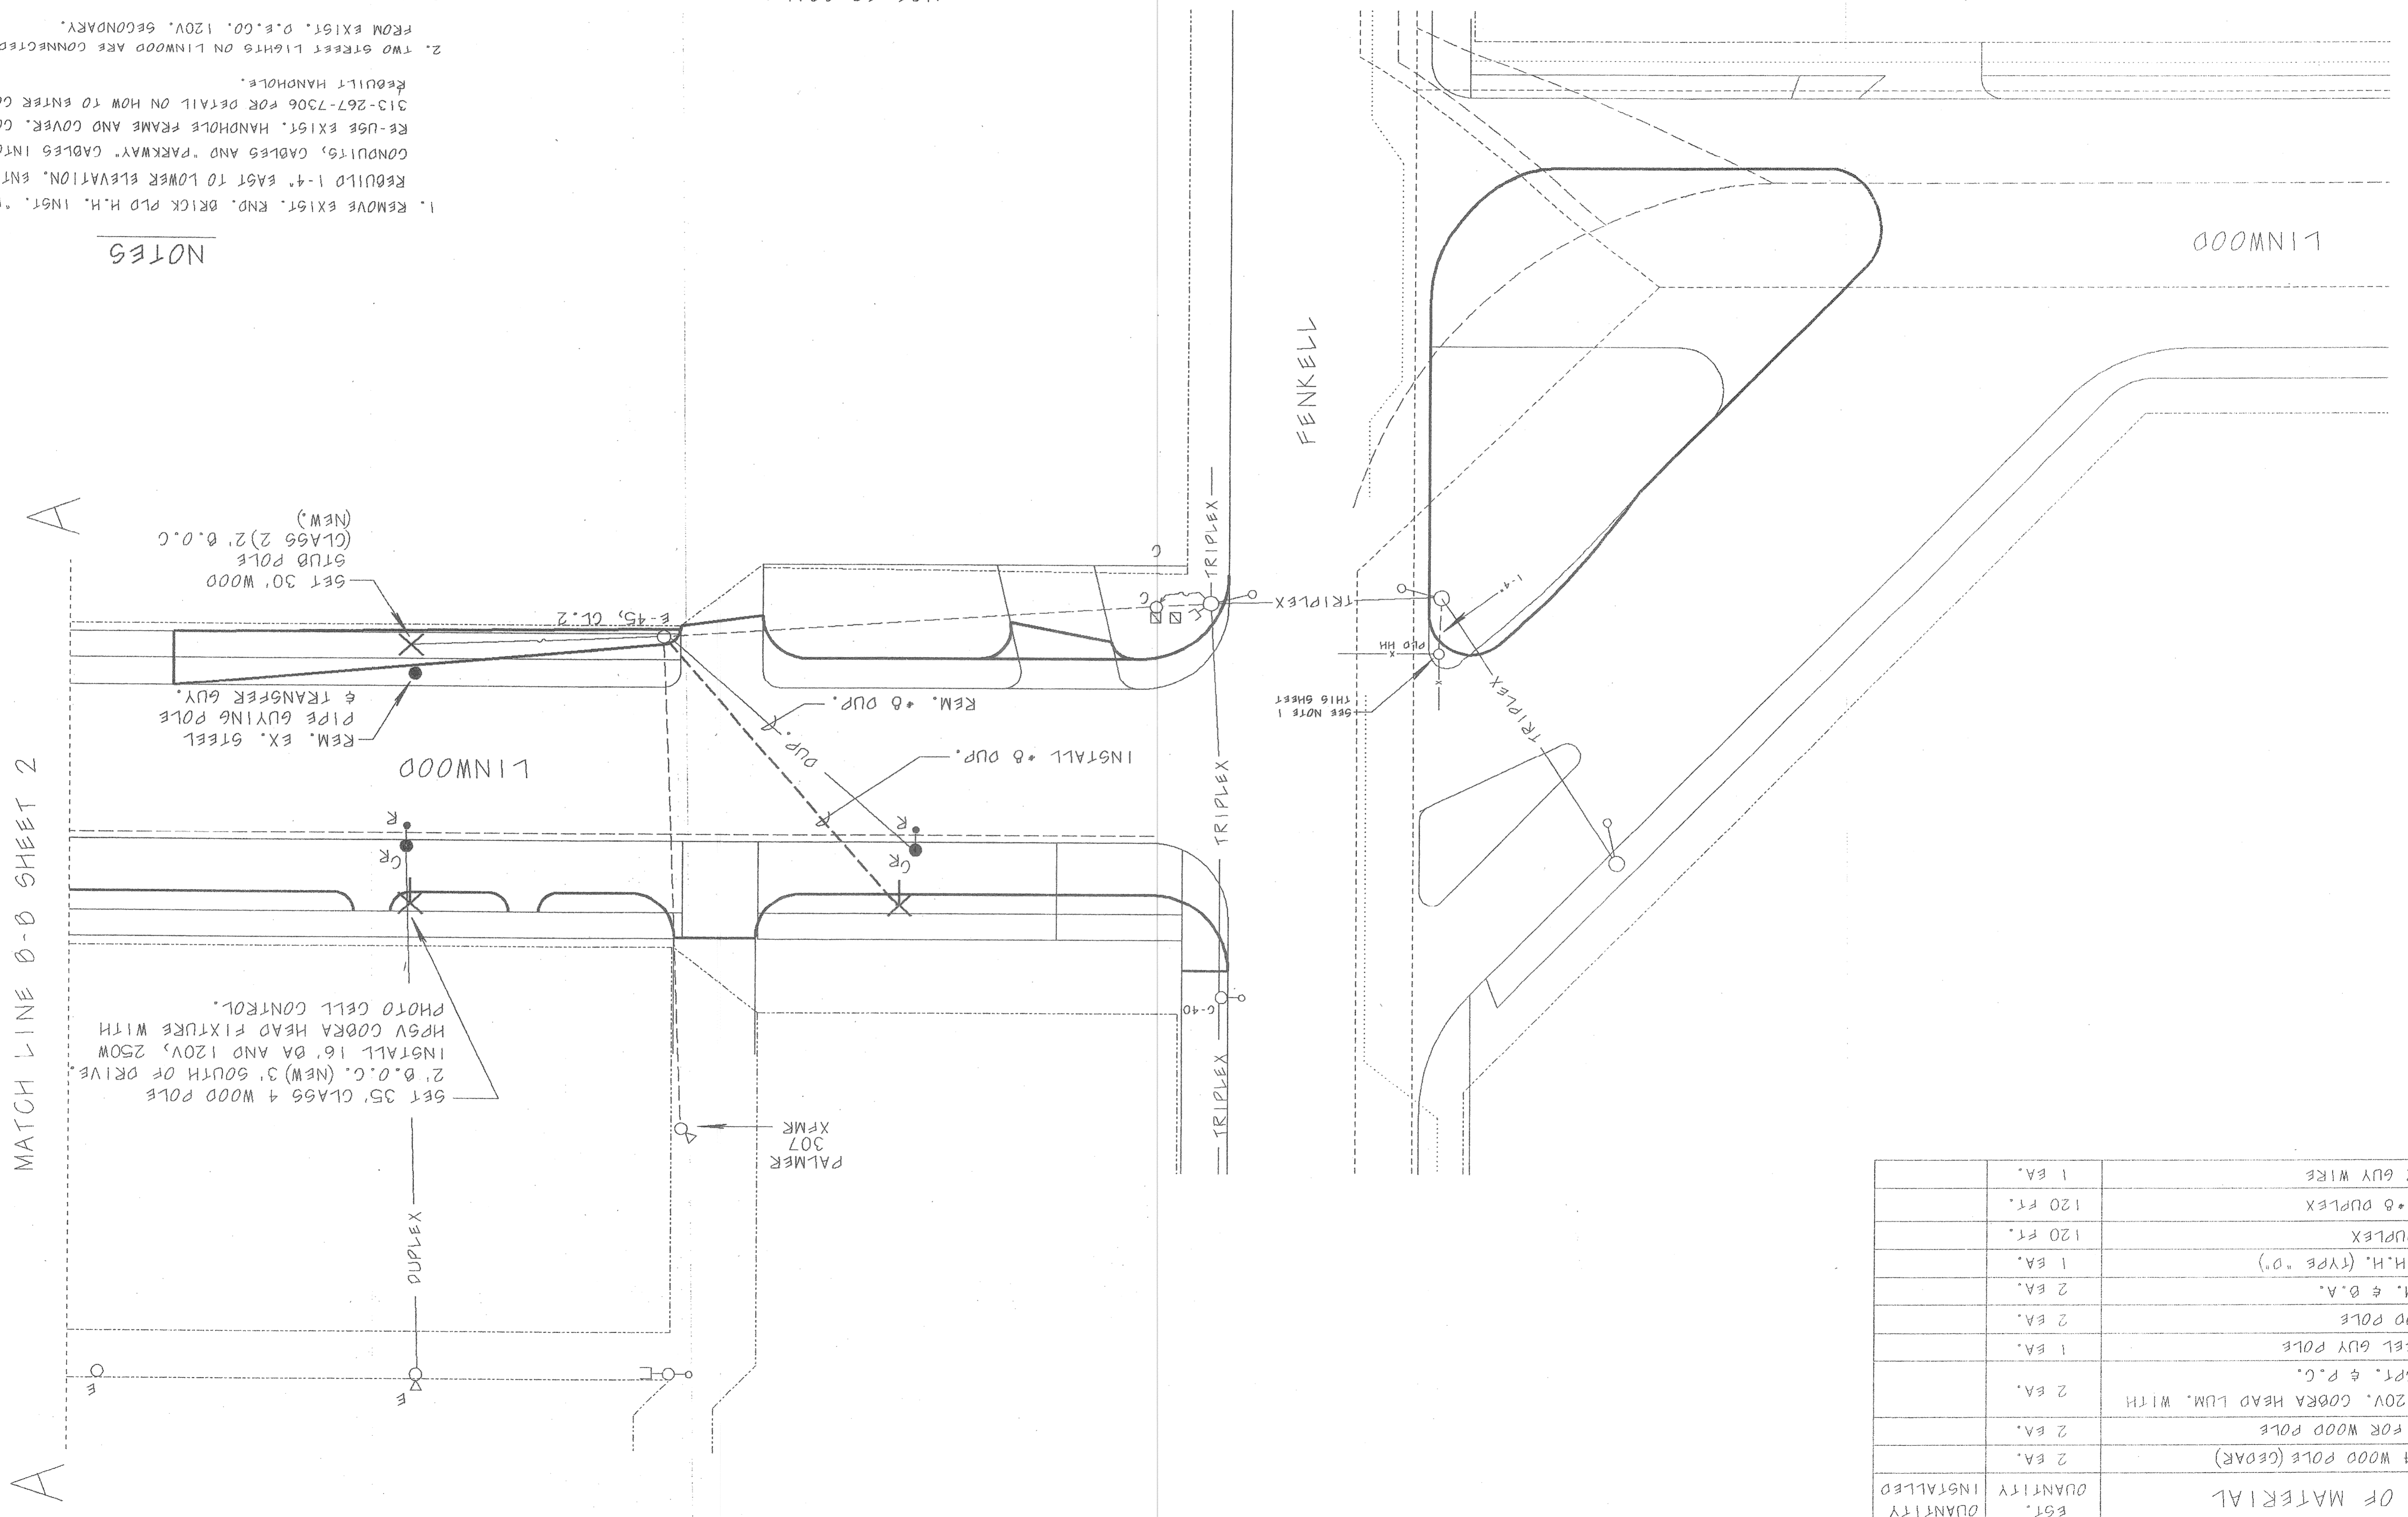 OF MATERIAL
EST.
QUANTITY
QUANTITY
INSTALLED
WOOD POLE (CEDAR)
2 EA.
FOR WOOD POLE
2 EA.
20V. COBRA HEAD LUM. WITH
& P.C.
2 EA.
GUY POLE
1 EA.
POLE
2 EA.
& B.A.
2 EA.
H.H. (TYPE "D")
1 EA.
DUPLEX
120 FT.
#8 DUPLEX
120 FT.
GUY WIRE
1 EA.
A
E
E
DUPLEX
PALMER
307
XFMR
SET 35' CLASS 4 WOOD POLE
2' B.O.C. (NEW) 3' SOUTH OF DRIVE.
INSTALL 16' BA AND 120V, 250W
HPSV COBRA HEAD FIXTURE WITH
PHOTO CELL CONTROL.
MATCH LINE B-B SHEET 2
TRIPLEX
C-40
CR
R
CR
R
INSTALL #8 DUP.
DUP.
REM. #8 DUP.
TRIPLEX
LINWOOD
REM. EX. STEEL
PIPE GUYING POLE
& TRANSFER GUY.
E-45, CL.2
SET 30' WOOD
STUB POLE
(CLASS 2) 2' B.O.C
(NEW.)
A
SEE NOTE 1
THIS SHEET
PLD HH
TRIPLEX
TRIPLEX
1-4"
C
C
TRIPLEX
FENKELL
LINWOOD
NOTES
1. REMOVE EXIST. RND. BRICK PLD H.H. INST.
REBUILD 1-4" EAST TO LOWER ELEVATION.
CONDUITS, CABLES AND "PARKWAY" CABLES
RE-USE EXIST. HANDHOLE FRAME AND COVER.
313-267-7306 FOR DETAIL ON HOW TO ENTER
REBUILT HANDHOLE.
2. TWO STREET LIGHTS ON LINWOOD ARE CONNECTED
FROM EXIST. D.E.CO. 120V. SECONDARY.